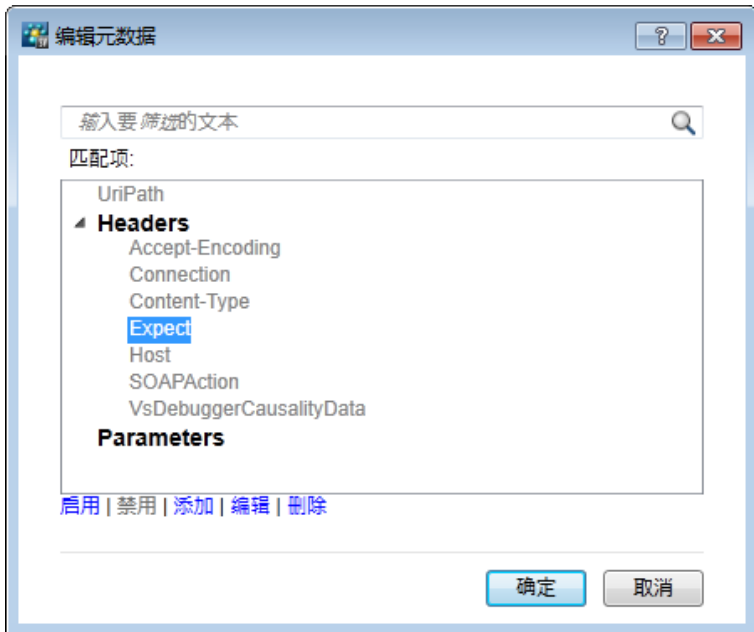 编辑元数据
输入要筛选的文本
匹配项:
UriPath
Headers
Accept-Encoding
Connection
Content-Type
Expect
Host
SOAPAction
VsDebuggerCausalityData
Parameters
启用 | 禁用 | 添加 | 编辑 | 删除
确定 取消